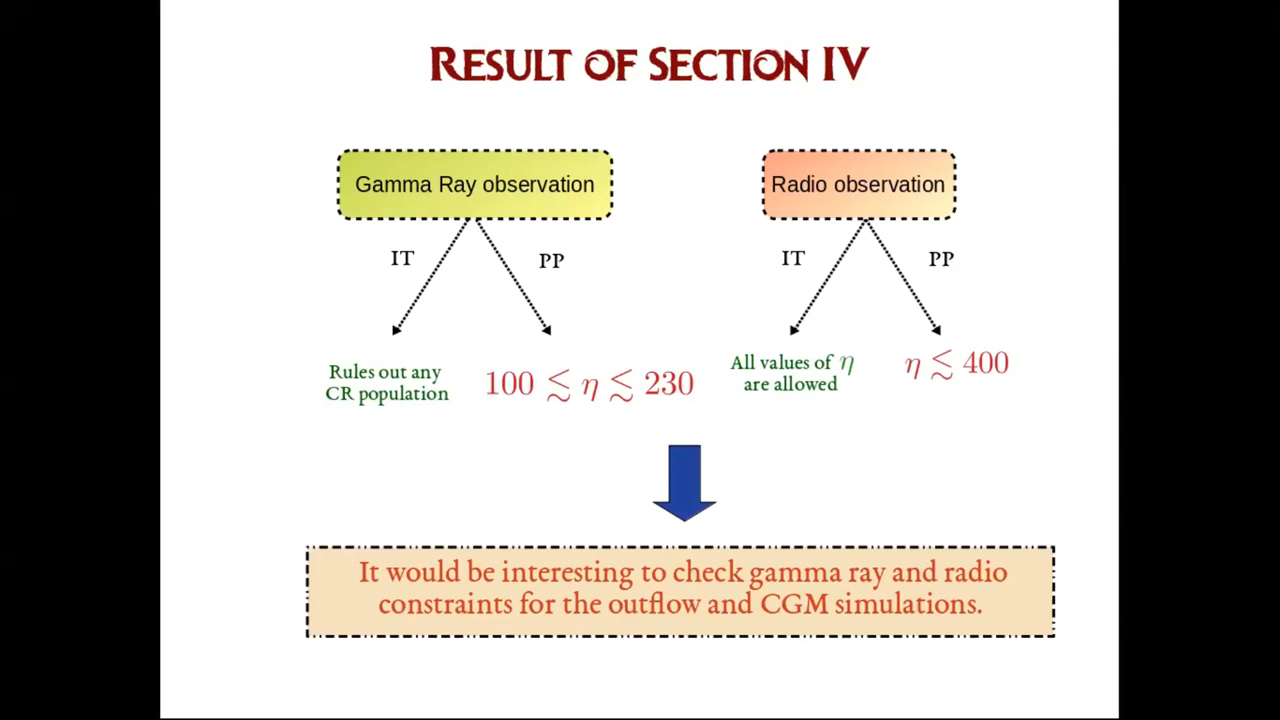 RESULT OF SECTION IV
Gamma Ray observation
Radio observation
IT
PP
IT
PP
Rules out any
CR population
100 ≲ η ≲ 230
All values of η
are allowed
η ≲ 400
It would be interesting to check gamma ray and radio
constraints for the outflow and CGM simulations.